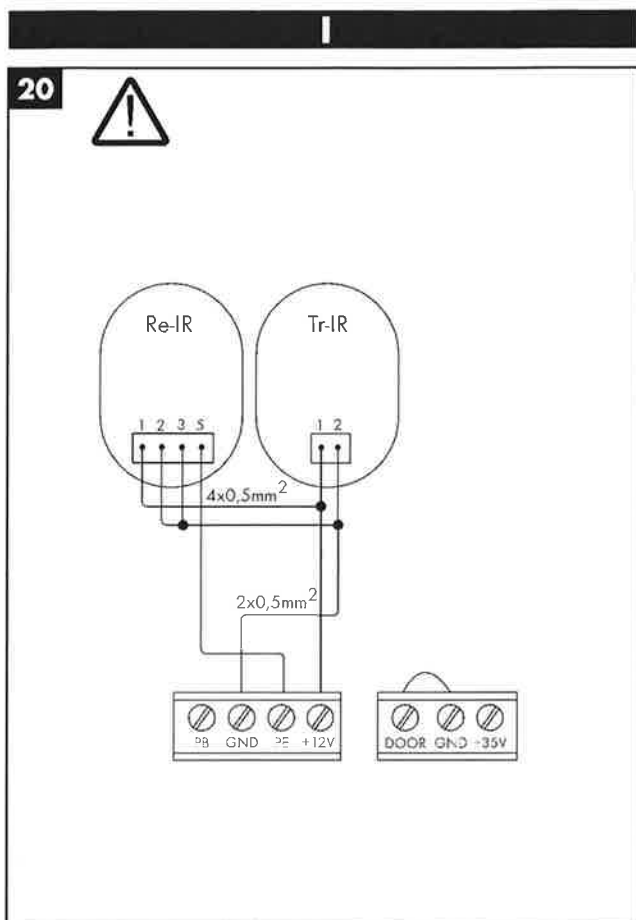 20
Re-IR Tr-IR
1 2 3 5 1 2
4x0,5mm²
2x0,5mm²
PB GND PE +12V DOOR GND +35V